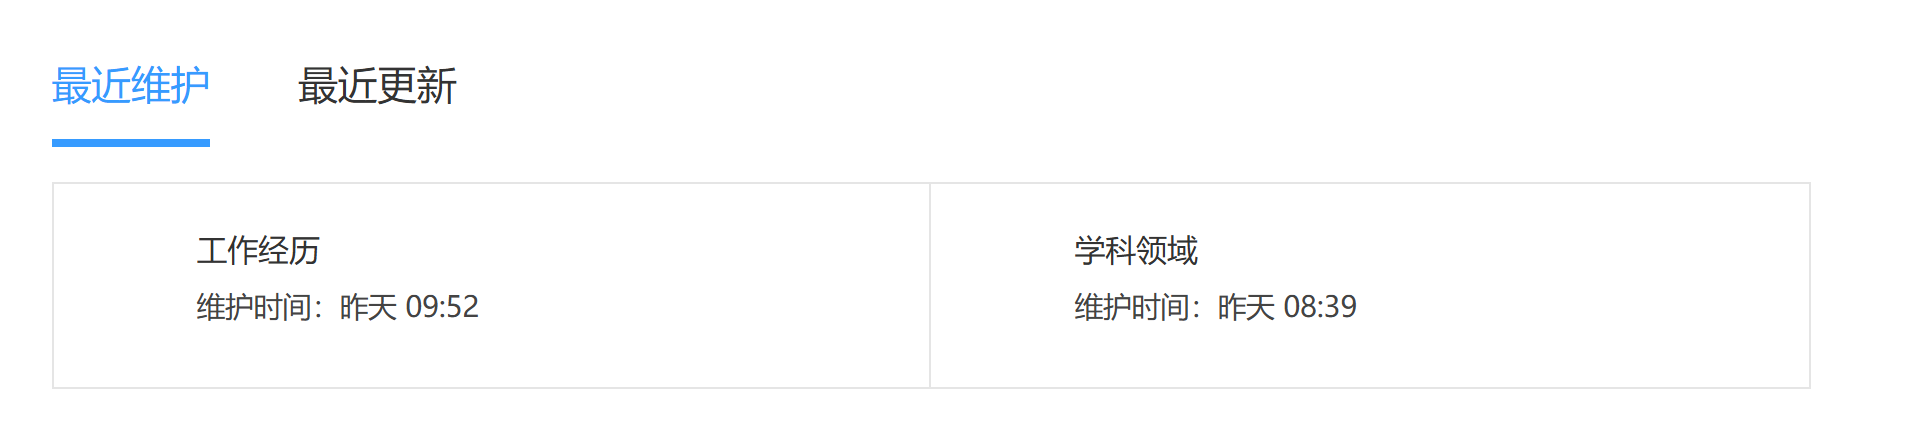 最近维护 最近更新
工作经历
维护时间：昨天 09:52
学科领域
维护时间：昨天 08:39